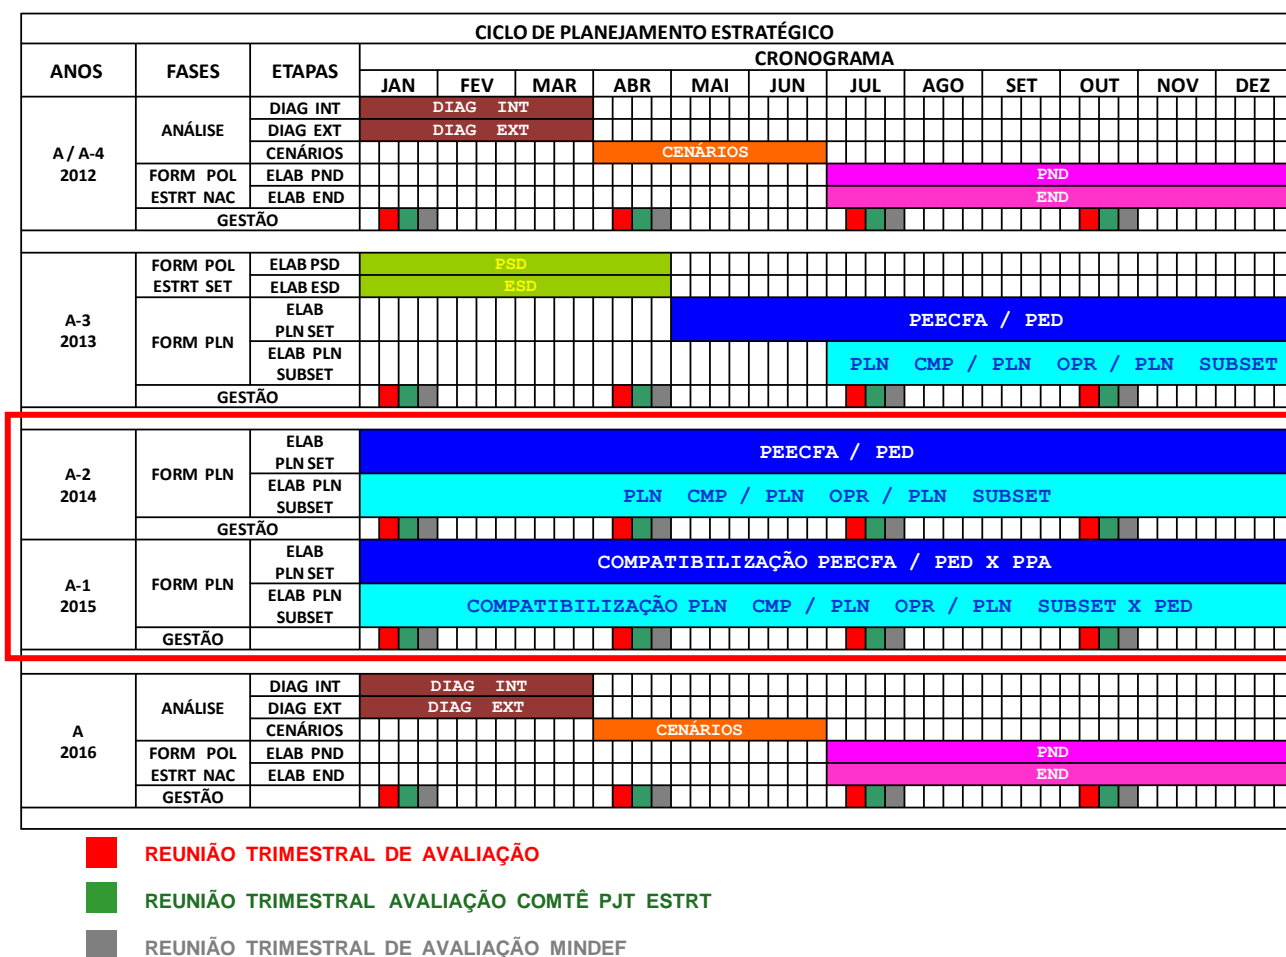 CICLO DE PLANEJAMENTO ESTRATÉGICO
ANOS FASES ETAPAS CRONOGRAMA
JAN FEV MAR ABR MAI JUN JUL AGO SET OUT NOV DEZ
A / A-4
2012
ANÁLISE
DIAG INT DIAG INT
DIAG EXT DIAG EXT
CENÁRIOS CENÁRIOS
FORM POL
ESTRT NAC
ELAB PND PND
ELAB END END
GESTÃO
A-3
2013
FORM POL
ESTRT SET
ELAB PSD PSD
ELAB ESD ESD
FORM PLN
ELAB
PLN SET
PEECFA / PED
ELAB PLN
SUBSET
PLN CMP / PLN OPR / PLN SUBSET
GESTÃO
A-2
2014
FORM PLN
ELAB
PLN SET
PEECFA / PED
ELAB PLN
SUBSET
PLN CMP / PLN OPR / PLN SUBSET
GESTÃO
A-1
2015
FORM PLN
ELAB
PLN SET
COMPATIBILIZAÇÃO PEECFA / PED X PPA
ELAB PLN
SUBSET
COMPATIBILIZAÇÃO PLN CMP / PLN OPR / PLN SUBSET X PED
GESTÃO
A
2016
ANÁLISE
DIAG INT DIAG INT
DIAG EXT DIAG EXT
CENÁRIOS CENÁRIOS
FORM POL
ESTRT NAC
ELAB PND PND
ELAB END END
GESTÃO
REUNIÃO TRIMESTRAL DE AVALIAÇÃO
REUNIÃO TRIMESTRAL AVALIAÇÃO COMTÊ PJT ESTRT
REUNIÃO TRIMESTRAL DE AVALIAÇÃO MINDEF